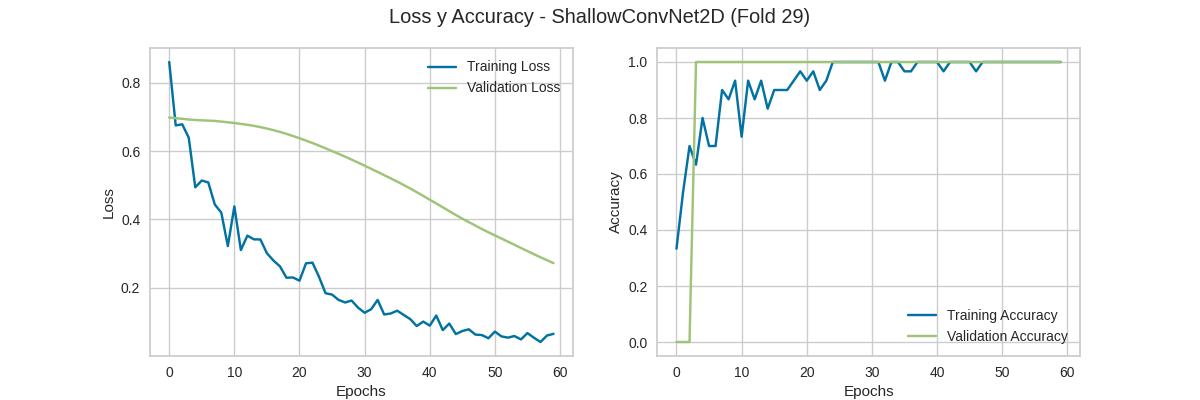 Loss y Accuracy - ShallowConvNet2D (Fold 29)
Training Loss
Validation Loss
0.8
0.6
0.4
0.2
Loss
0 10 20 30 40 50 60
Epochs
1.0
0.8
0.6
0.4
0.2
0.0
Accuracy
Training Accuracy
Validation Accuracy
0 10 20 30 40 50 60
Epochs